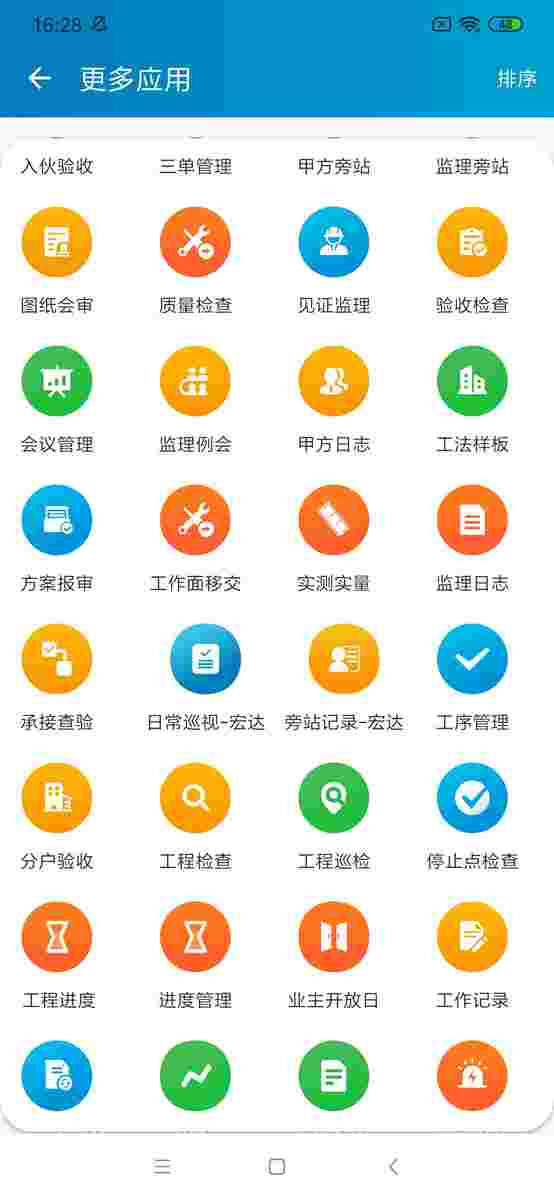 16:28
48
更多应用
排序
入伙验收 三单管理 甲方旁站 监理旁站
图纸会审 质量检查 见证监理 验收检查
会议管理 监理例会 甲方日志 工法样板
方案报审 工作面移交 实测实量 监理日志
承接查验 日常巡视-宏达 旁站记录-宏达 工序管理
分户验收 工程检查 工程巡检 停止点检查
工程进度 进度管理 业主开放日 工作记录